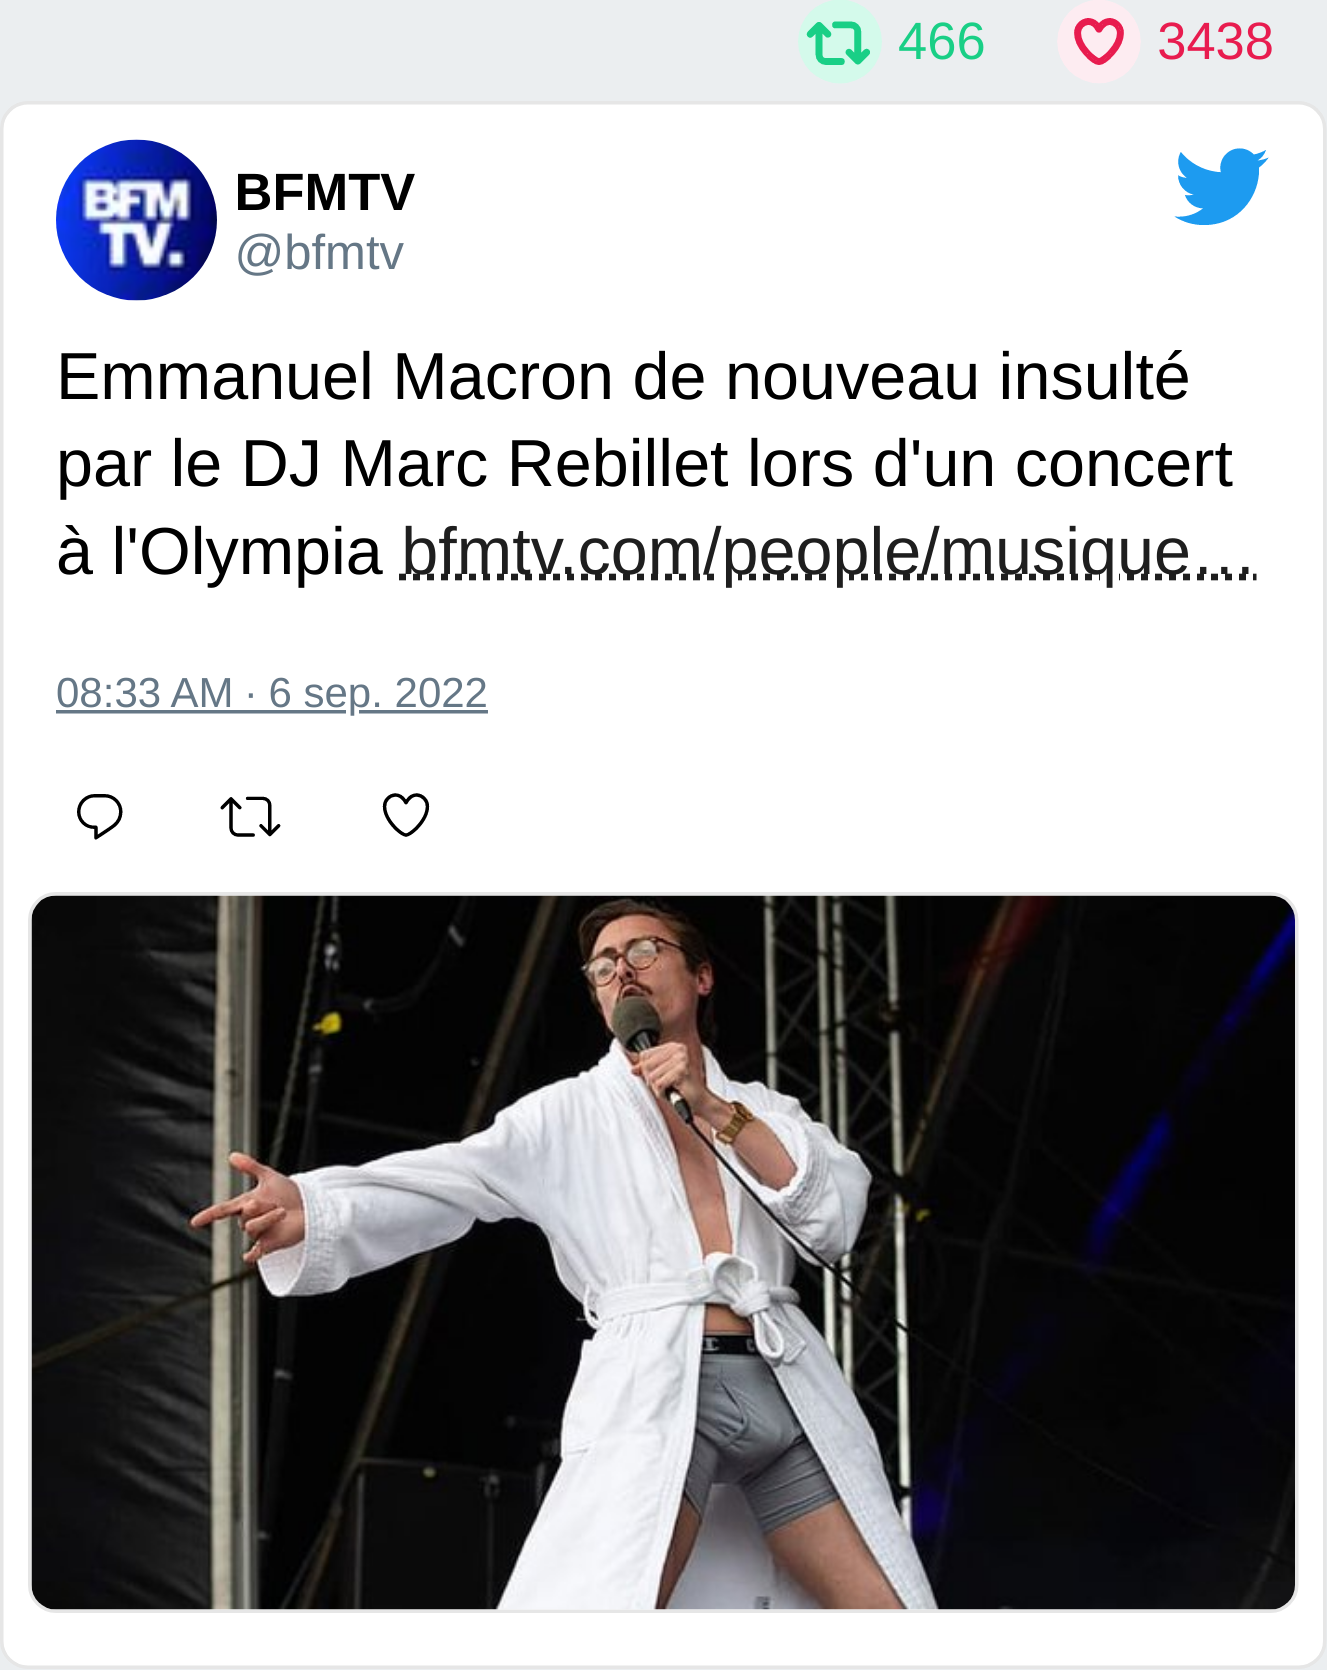 466 3438
BFM
TV.
BFMTV
@bfmtv
Emmanuel Macron de nouveau insulté
par le DJ Marc Rebillet lors d'un concert
à l'Olympia bfmtv.com/people/musique…
08:33 AM · 6 sep. 2022